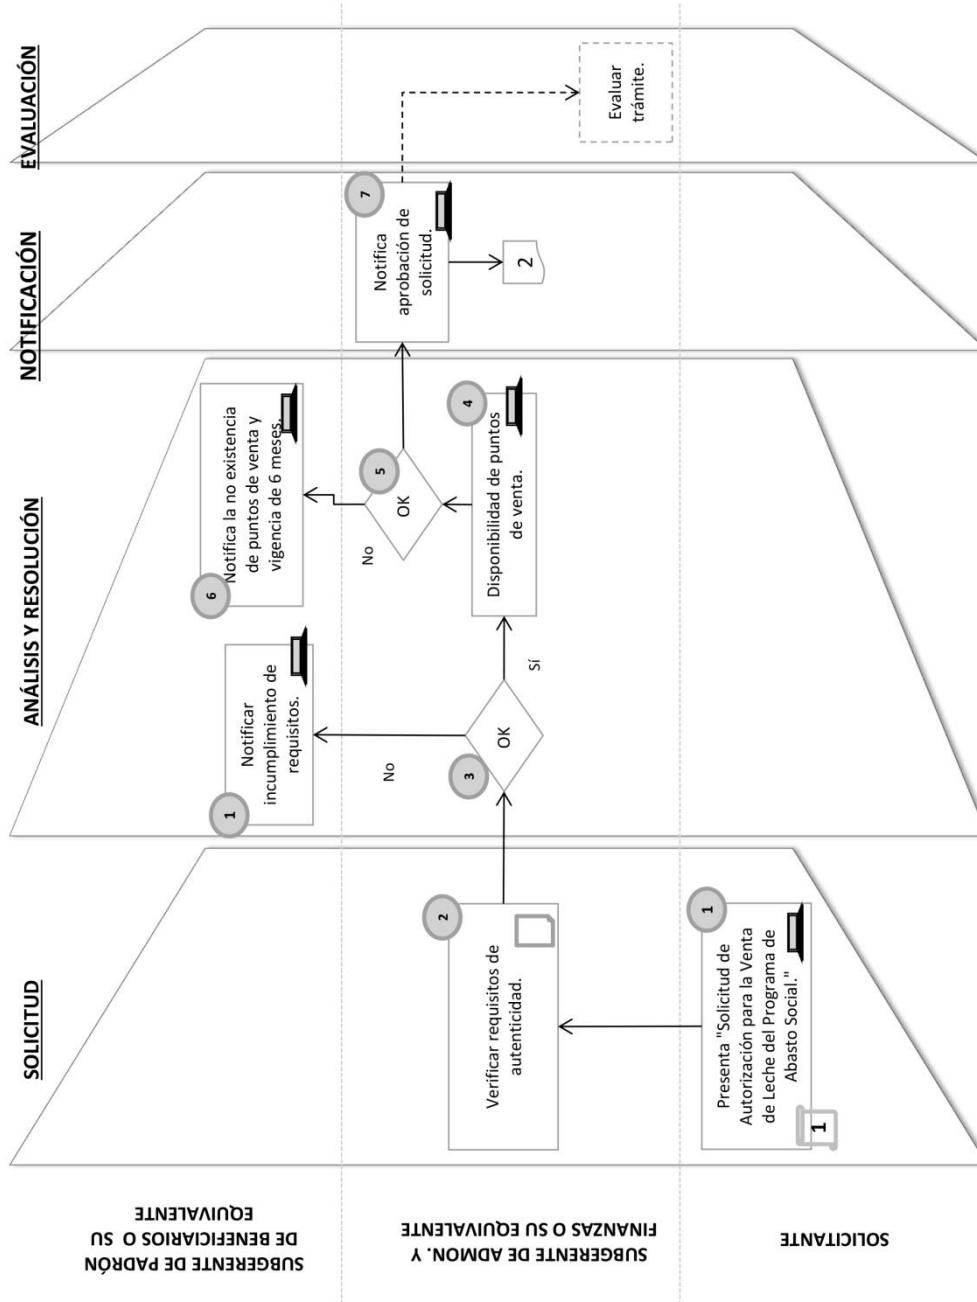 SOLICITUD
ANÁLISIS Y RESOLUCIÓN
NOTIFICACIÓN
EVALUACIÓN
SUBGERENTE DE PADRÓN
DE BENEFICIARIOS O SU
EQUIVALENTE
1
Notificar
incumplimiento de
requisitos.
6
Notifica la no existencia
de puntos de venta y
vigencia de 6 meses.
SUBGERENTE DE ADMON. Y
FINANZAS O SU EQUIVALENTE
2
Verificar requisitos de
autenticidad.
3
OK
No
Sí
4
Disponibilidad de puntos
de venta.
5
OK
No
7
Notifica
aprobación de
solicitud.
2
Evaluar
trámite.
SOLICITANTE
1
Presenta "Solicitud de
Autorización para la Venta
de Leche del Programa de
Abasto Social."
1